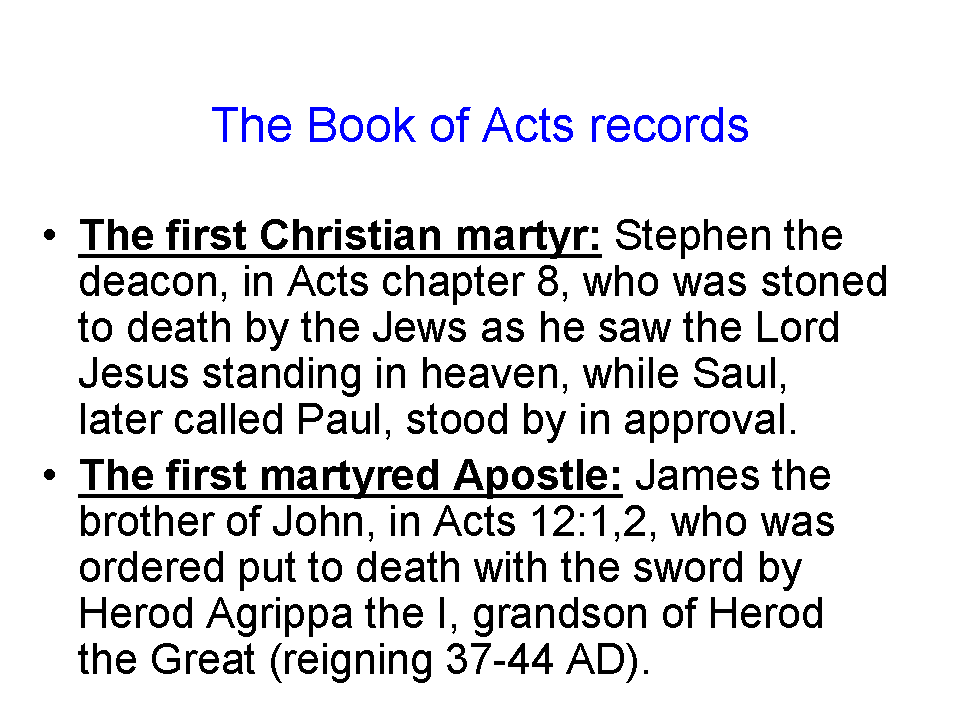 The Book of Acts records
• The first Christian martyr: Stephen the
deacon, in Acts chapter 8, who was stoned
to death by the Jews as he saw the Lord
Jesus standing in heaven, while Saul,
later called Paul, stood by in approval.
• The first martyred Apostle: James the
brother of John, in Acts 12:1,2, who was
ordered put to death with the sword by
Herod Agrippa the I, grandson of Herod
the Great (reigning 37-44 AD).